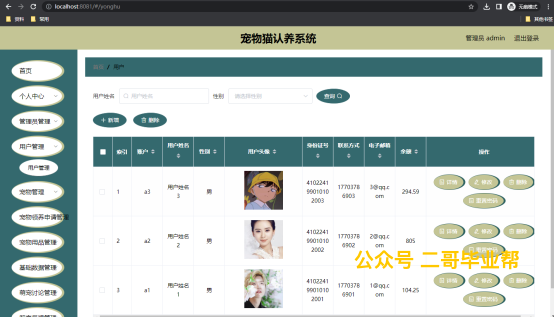 localhost:8081/#/yonghu
无痕模式
资料
常用
其他书签
宠物猫认养系统
管理员 admin
退出登录
首页
个人中心
管理员管理
用户管理
用户管理
宠物管理
宠物领养申请管理
宠物用品管理
基础数据管理
萌宠讨论管理
/ 用户
用户姓名
用户姓名
性别
请选择性别
查询
+ 新增
删除
索引
账户
用户姓名
性别
用户头像
身份证号
联系方式
电子邮箱
余额
操作
1
a3
用户姓名3
男
410224199010102003
17703786903
3@qq.com
294.59
详情
修改
删除
重置密码
2
a2
用户姓名2
男
410224199010102002
17703786902
2@qq.com
805
详情
修改
删除
重置密码
3
a1
用户姓名1
男
410224199010102001
17703786901
1@qq.com
104.25
详情
修改
删除
重置密码
公众号 二哥毕业帮